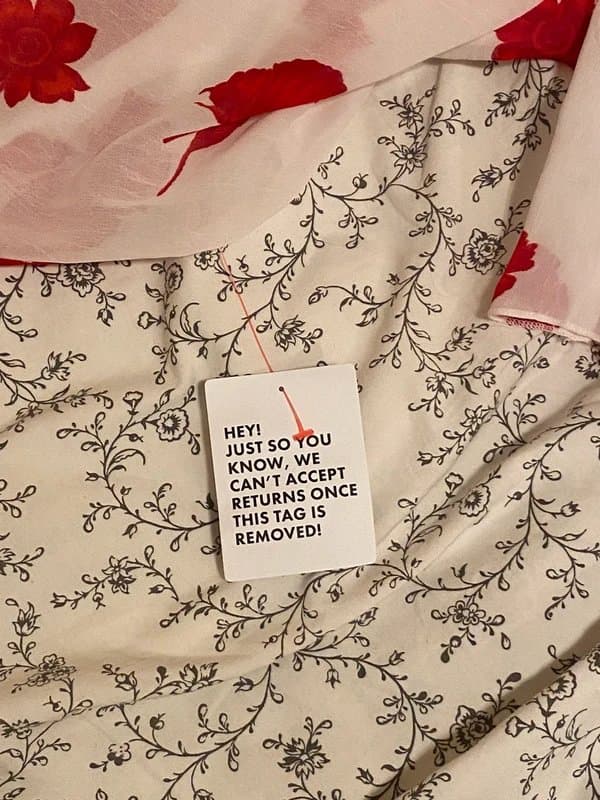 HEY!
JUST SO YOU
KNOW, WE
CAN'T ACCEPT
RETURNS ONCE
THIS TAG IS
REMOVED!